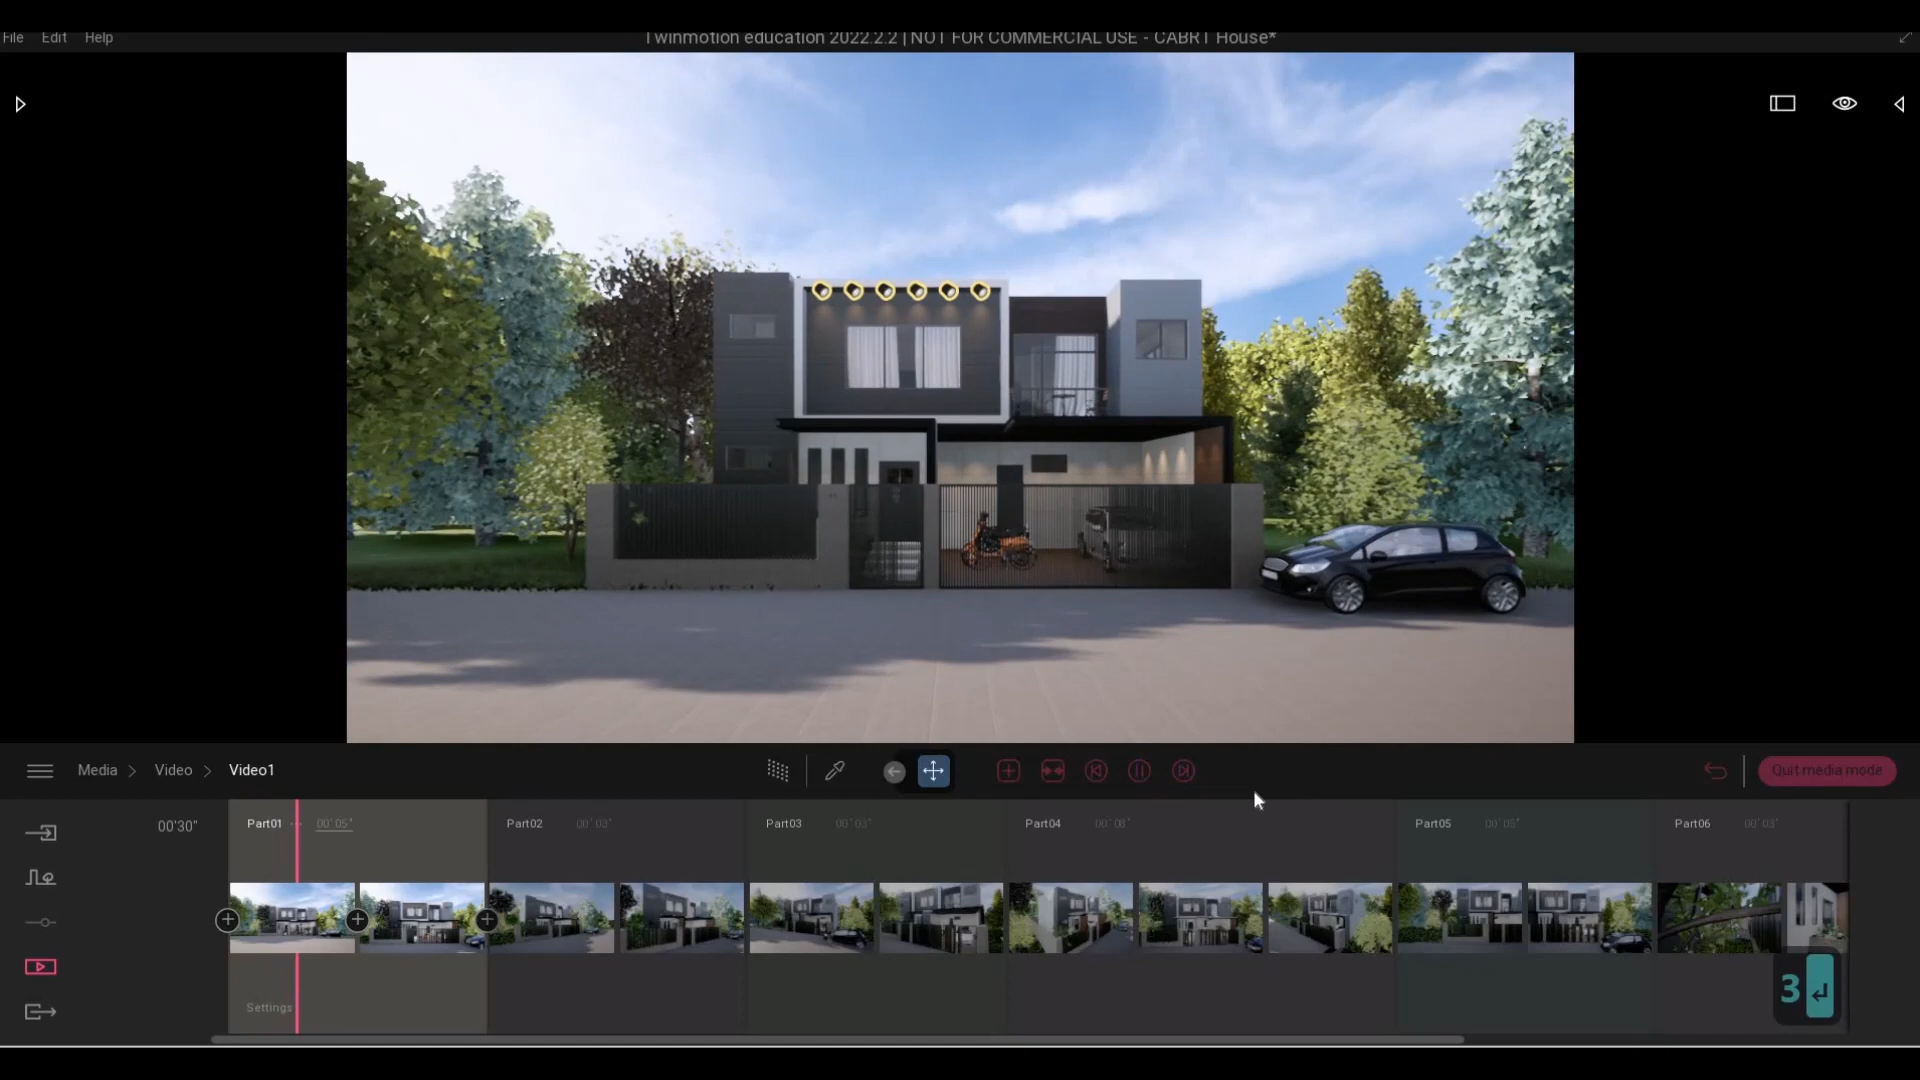 File Edit Help
Twinmotion education 2022.2.2 | NOT FOR COMMERCIAL USE - CABRT House*
Media > Video > Video1
Quit media mode
00'30"
Part01 00'05"
Part02 00'03"
Part03 00'03"
Part04 00'08"
Part05 00'05"
Part06 00'03"
Settings
3